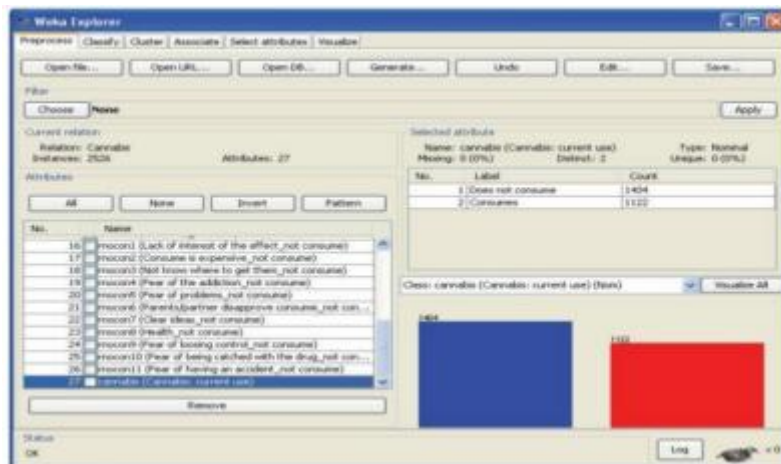 Weka Explorer
Preprocess Classify Cluster Associate Select attributes Visualize
Open file... Open URL... Open DB... Generate... Undo Edit... Save...
Filter
Choose None Apply
Current relation
Relation: Cannabis
Instances: 2526 Attributes: 27
Attributes
All None Invert Pattern
No. Name
16 mocon1 (Lack of interest of the effect_not consume)
17 mocon2 (Consume is expensive_not consume)
18 mocon3 (Not know where to get them_not consume)
19 mocon4 (Fear of the addiction_not consume)
20 mocon5 (Fear of problems_not consume)
21 mocon6 (Parents/partner disapprove consume_not con...
22 mocon7 (Clear ideas_not consume)
23 mocon8 (Health_not consume)
24 mocon9 (Fear of loosing control_not consume)
25 mocon10 (Fear of being catched with the drug_not con...
26 mocon11 (Fear of having an accident_not consume)
27 cannabis (Cannabis: current use)
Remove
Selected attribute
Name: cannabis (Cannabis: current use) Type: Nominal
Missing: 0 (0%) Distinct: 2 Unique: 0 (0%)
No. Label Count
1 Does not consume 1404
2 Consumes 1122
Class: cannabis (Cannabis: current use) (Nom) Visualize All
1404
1122
Status
OK
Log x 0